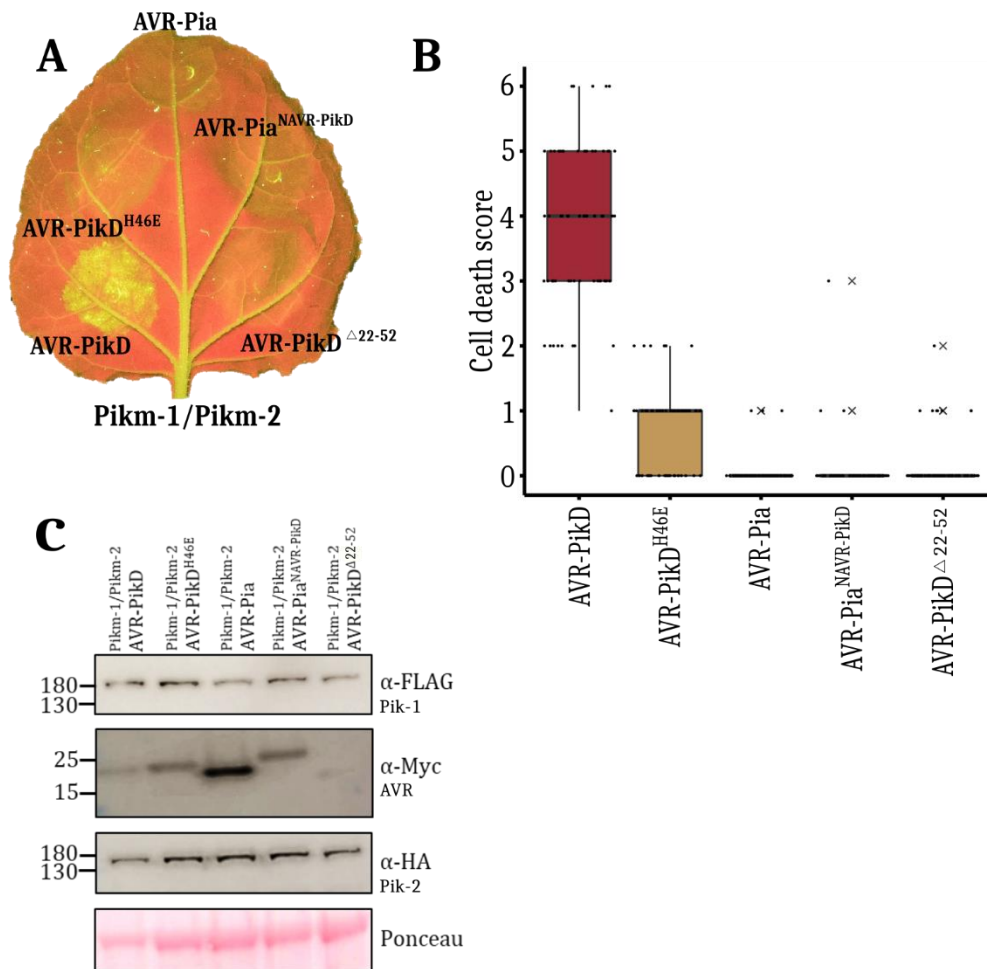 A
AVR-Pia
AVR-Pia^NAVR-PikD
AVR-PikD^H46E
AVR-PikD
AVR-PikD^△22-52
Pikm-1/Pikm-2
B
Cell death score
6
5
4
3
2
1
0
AVR-PikD
AVR-PikD^H46E
AVR-Pia
AVR-Pia^NAVR-PikD
AVR-PikD^△22-52
C
Pikm-1/Pikm-2
AVR-PikD
Pikm-1/Pikm-2
AVR-PikD^H46E
Pikm-1/Pikm-2
AVR-Pia
Pikm-1/Pikm-2
AVR-Pia^NAVR-PikD
Pikm-1/Pikm-2
AVR-PikD^Δ22-52
180
130
α-FLAG
Pik-1
25
15
α-Myc
AVR
180
130
α-HA
Pik-2
Ponceau